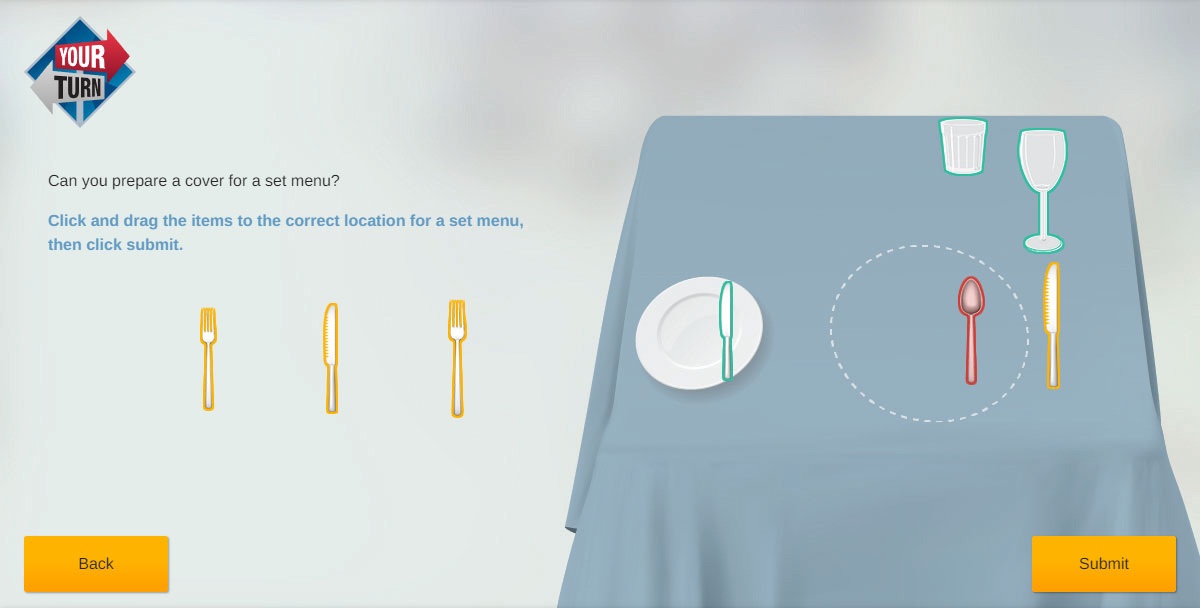 YOUR
TURN
Can you prepare a cover for a set menu?
Click and drag the items to the correct location for a set menu,
then click submit.
Back
Submit